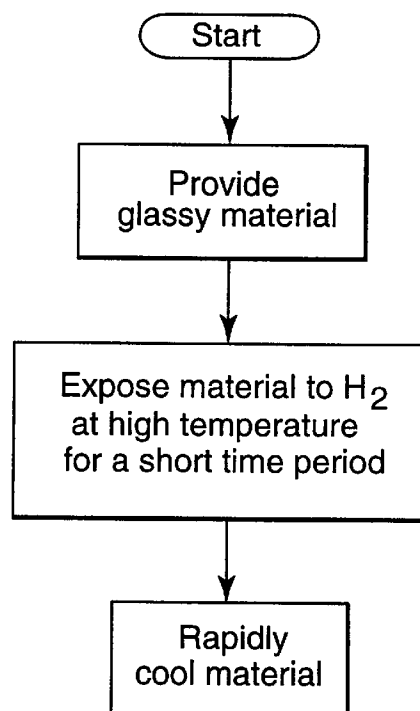 Start
Provide
glassy material
Expose material to H2
at high temperature
for a short time period
Rapidly
cool material